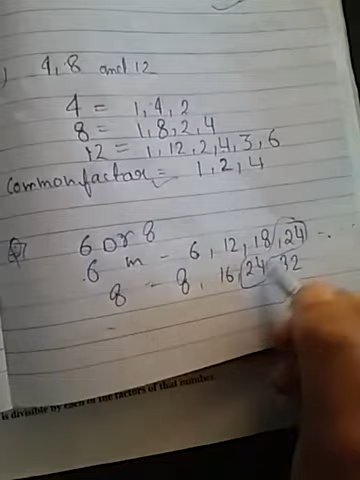 ) 4, 8 and 12
4 = 1, 4, 2
8 = 1, 8, 2, 4
12 = 1, 12, 2, 4, 3, 6
Common factor = 1, 2, 4
6 or 8
6 m - 6, 12, 18, 24 - .
8 - 8, 16, 24, 32
is divisible by each of the factors of that number.